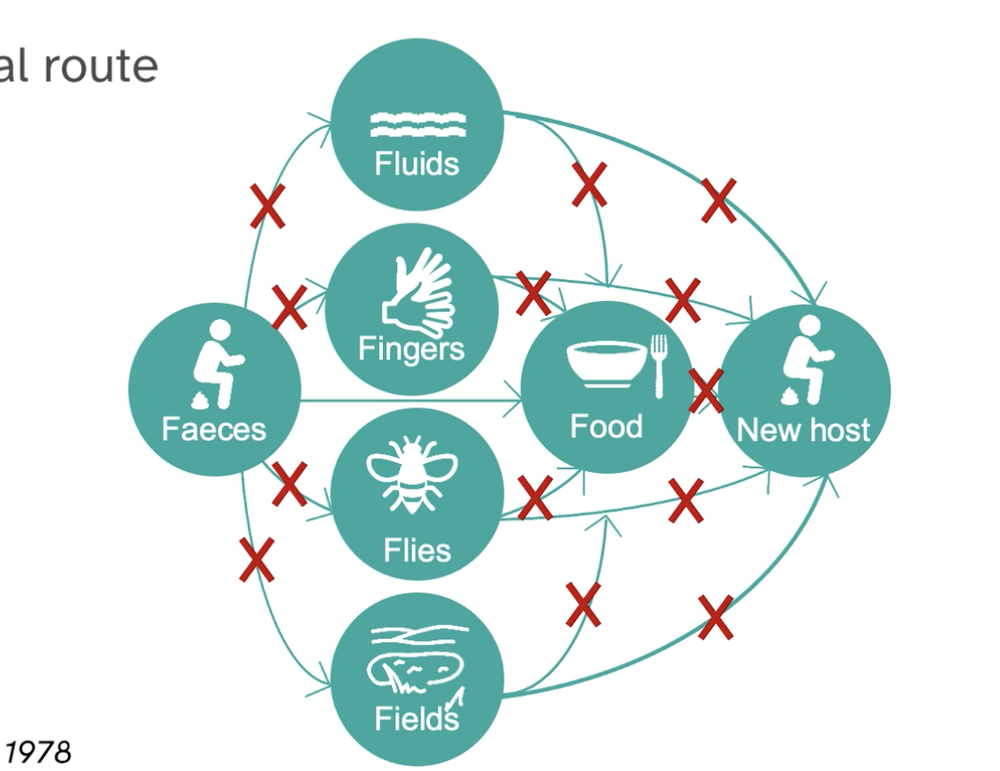 al route
Fluids
Fingers
Faeces
Food
New host
Flies
Fields
1978